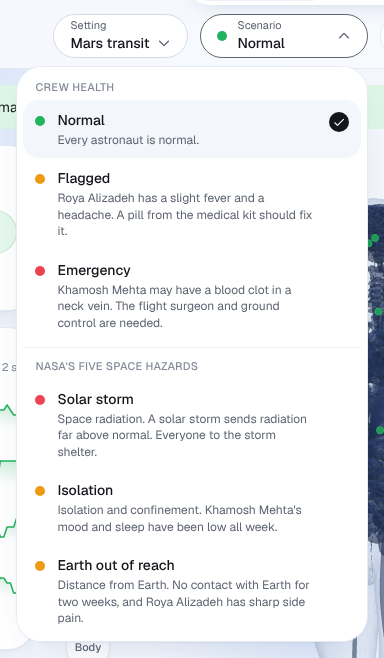 Setting
Mars transit
Scenario
Normal
CREW HEALTH
Normal
Every astronaut is normal.
Flagged
Roya Alizadeh has a slight fever and a
headache. A pill from the medical kit should fix
it.
Emergency
Khamosh Mehta may have a blood clot in a
neck vein. The flight surgeon and ground
control are needed.
NASA'S FIVE SPACE HAZARDS
2 s
Solar storm
Space radiation. A solar storm sends radiation
far above normal. Everyone to the storm
shelter.
Isolation
Isolation and confinement. Khamosh Mehta's
mood and sleep have been low all week.
Earth out of reach
Distance from Earth. No contact with Earth for
two weeks, and Roya Alizadeh has sharp side
pain.
Body